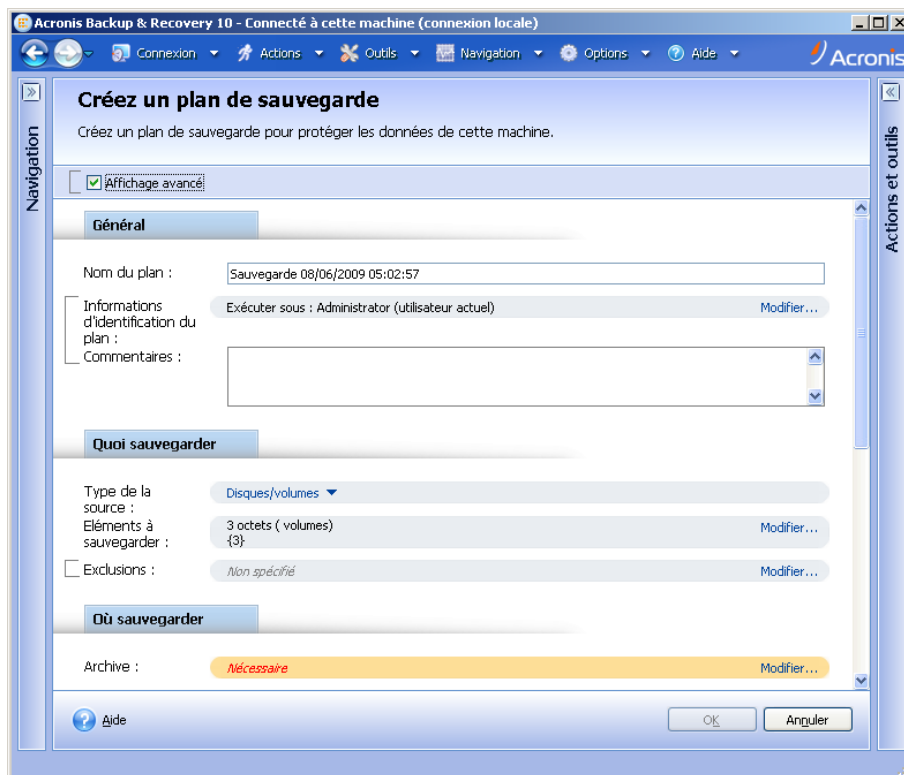 Acronis Backup & Recovery 10 - Connecté à cette machine (connexion locale)
Connexion Actions Outils Navigation Options Aide Acronis
Navigation
Actions et outils
Créez un plan de sauvegarde
Créez un plan de sauvegarde pour protéger les données de cette machine.
Affichage avancé
Général
Nom du plan : Sauvegarde 08/06/2009 05:02:57
Informations Exécuter sous : Administrator (utilisateur actuel) Modifier...
d'identification du
plan :
Commentaires :
Quoi sauvegarder
Type de la Disques/volumes
source :
Eléments à 3 octets ( volumes) Modifier...
sauvegarder : {3}
Exclusions : Non spécifié Modifier...
Où sauvegarder
Archive : Nécessaire Modifier...
Aide OK Annuler